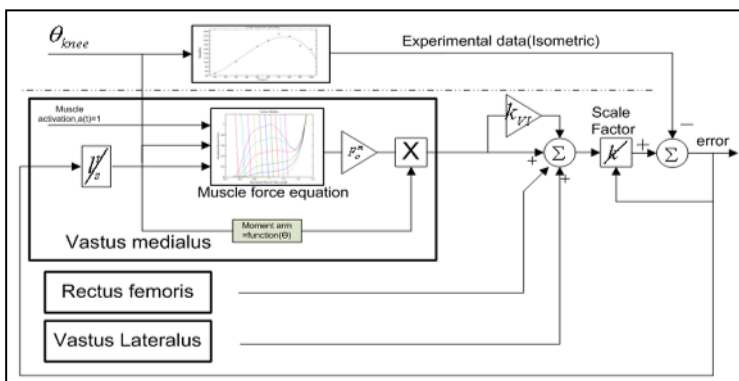 θknee
Experimental data(Isometric)
Muscle
activation,a(t)=1
Muscle force equation
X
Moment arm
=function(Θ)
Vastus medialus
kVI
Scale
Factor
Σ
k
Σ
error
+
+
+
−
Rectus femoris
Vastus Lateralus